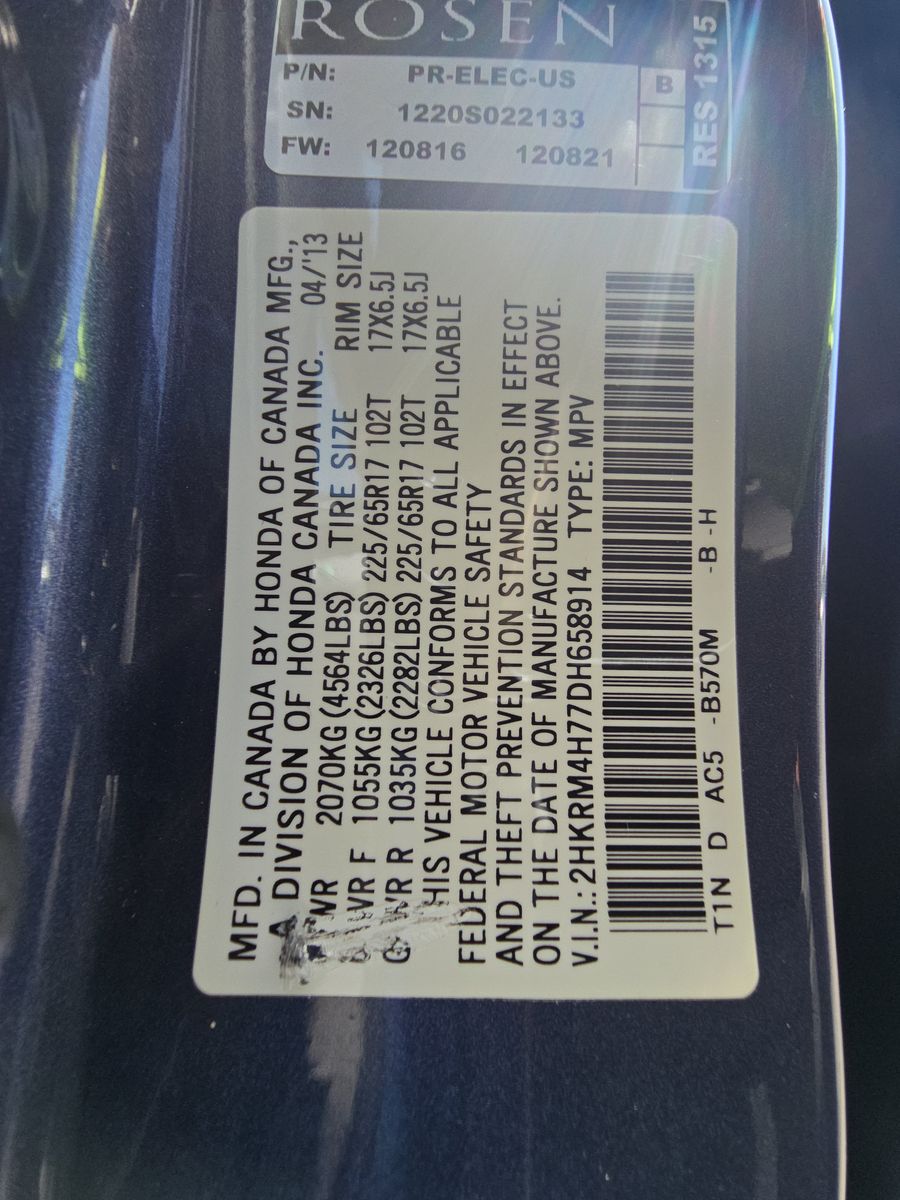 ROSEN
P/N: PR-ELEC-US B
SN: 1220S022133
FW: 120816 120821
RES 1315
MFD. IN CANADA BY HONDA OF CANADA MFG.,
A DIVISION OF HONDA CANADA INC. 04/'13
WR 2070KG (4564LBS) TIRE SIZE RIM SIZE
WR F 1055KG (2326LBS) 225/65R17 102T 17X6.5J
G WR R 1035KG (2282LBS) 225/65R17 102T 17X6.5J
HIS VEHICLE CONFORMS TO ALL APPLICABLE
FEDERAL MOTOR VEHICLE SAFETY
AND THEFT PREVENTION STANDARDS IN EFFECT
ON THE DATE OF MANUFACTURE SHOWN ABOVE.
V.I.N.: 2HKRM4H77DH658914 TYPE: MPV
T1N D AC5 -B570M -B -H